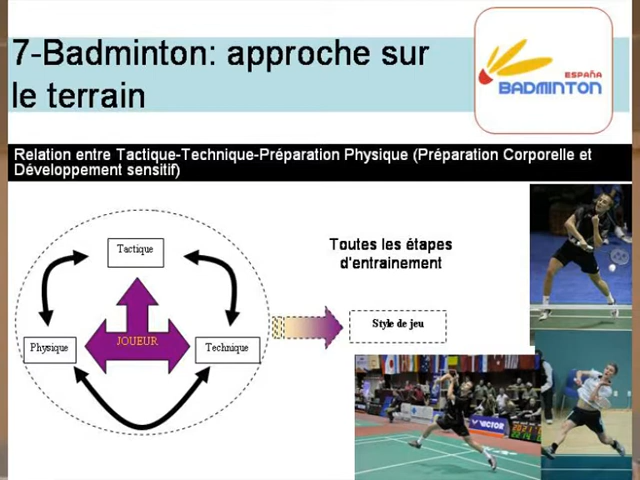 7-Badminton: approche sur
le terrain
ESPAÑA
BADMINTON
Relation entre Tactique-Technique-Préparation Physique (Préparation Corporelle et
Développement sensitif)
Tactique
Toutes les étapes
d'entrainement
Physique
JOUEUR
Technique
Style de jeu
VICTOR